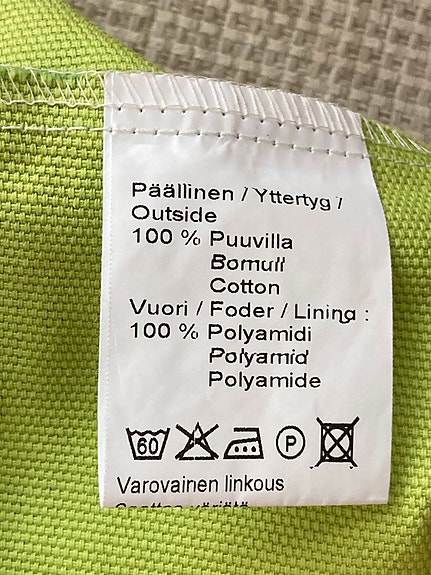 Päällinen / Yttertyg /
Outside
100 % Puuvilla
Bomull
Cotton
Vuori / Foder / Lining :
100 % Polyamidi
Polyamid
Polyamide
60 P
Varovainen linkous